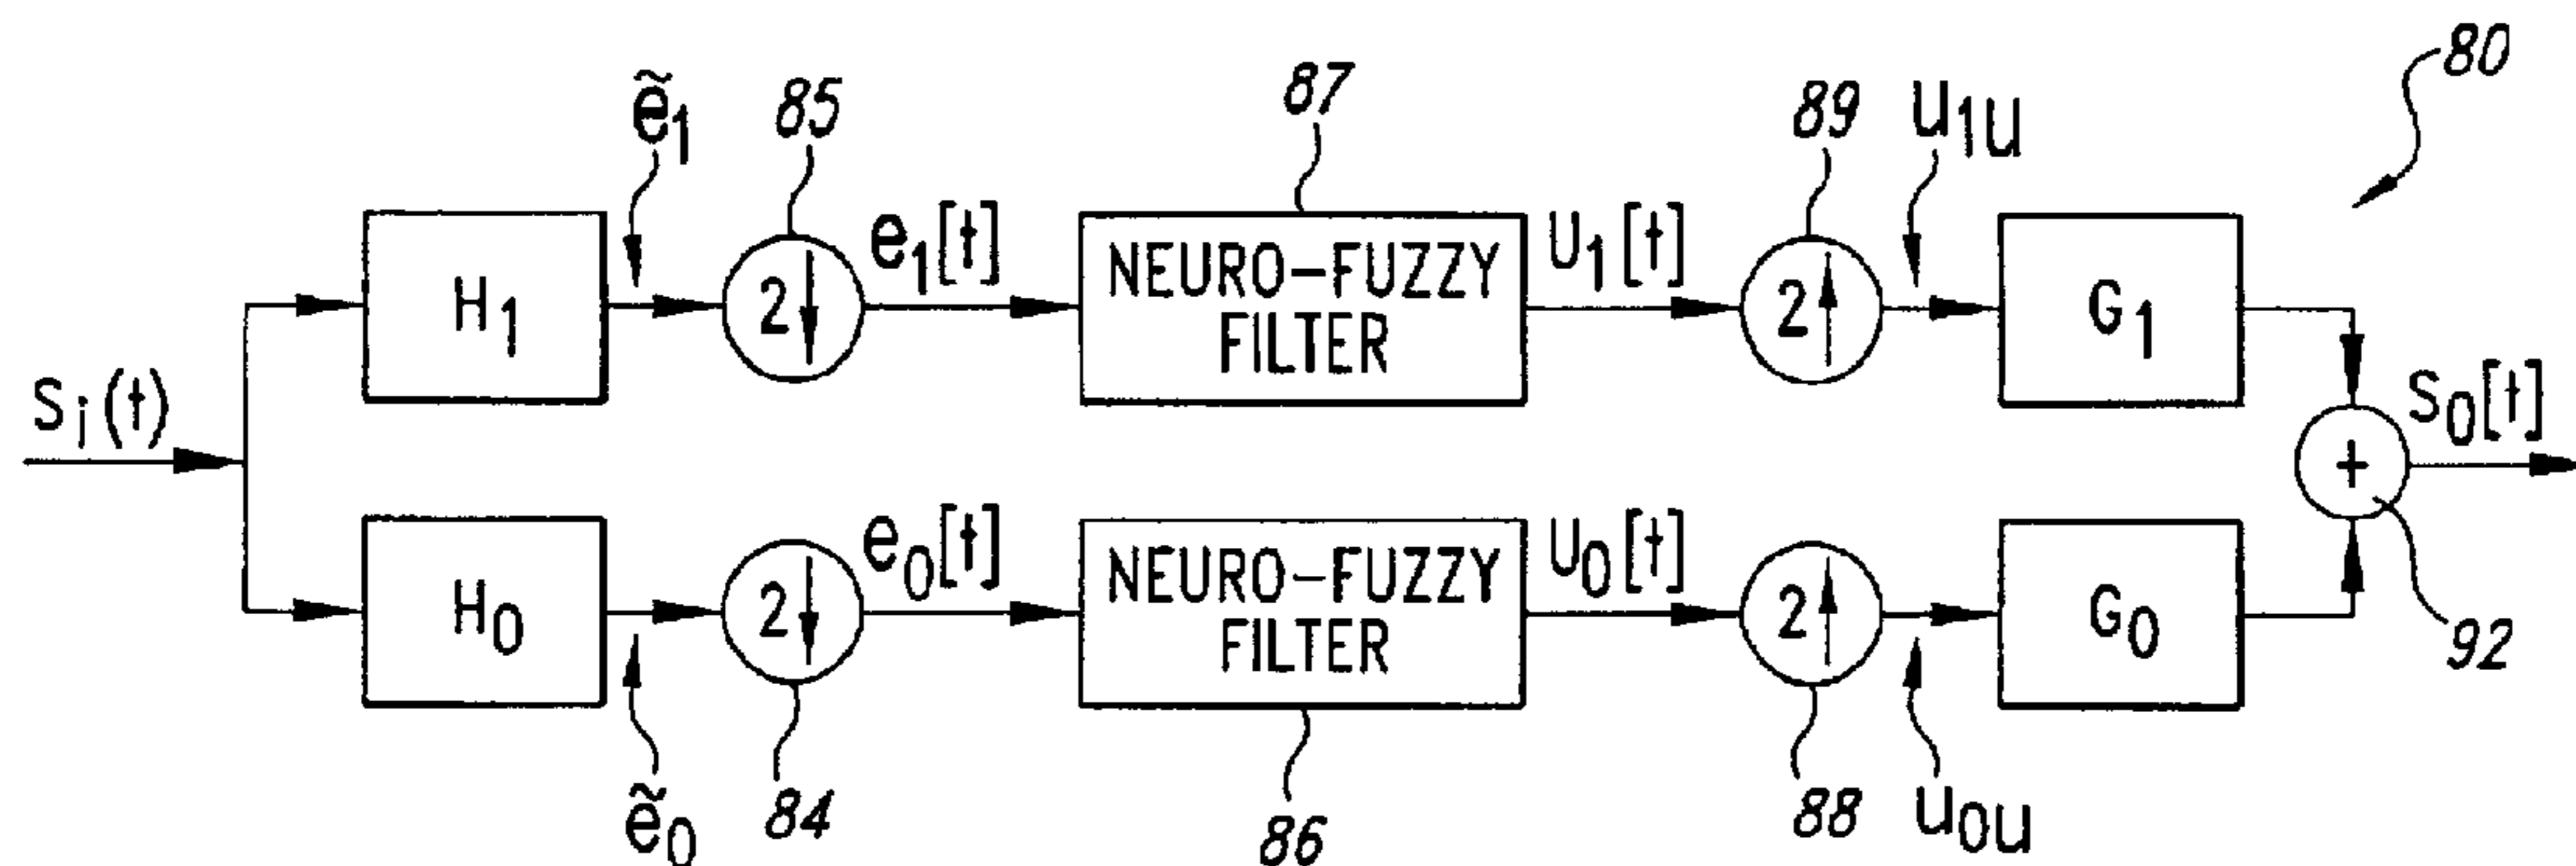 80
ẽ₁
85
87
89
u₁ᵤ
H₁
2
e₁[t]
NEURO-FUZZY
FILTER
U₁[t]
2
G₁
Sᵢ(t)
S₀[t]
+
H₀
2
e₀[t]
NEURO-FUZZY
FILTER
U₀[t]
2
G₀
92
ẽ₀
84
86
88
u₀ᵤ